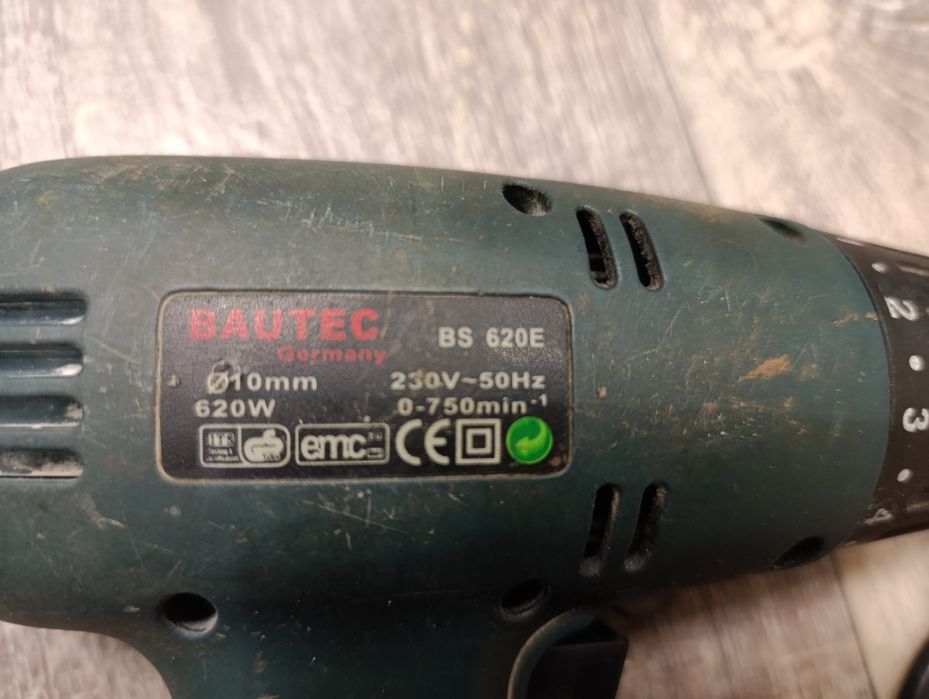 BAUTEC
Germany
BS 620E
Ø10mm
230V~50Hz
620W
0-750min⁻¹
emc
CE
2
3
4